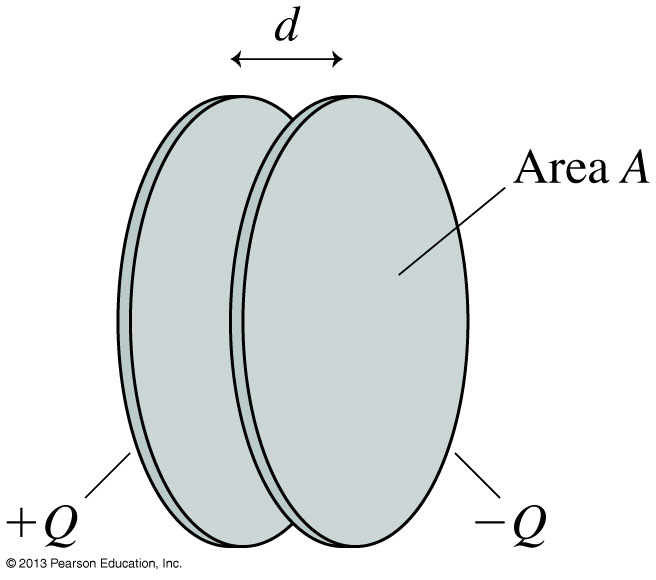 d
Area A
+Q
−Q
© 2013 Pearson Education, Inc.